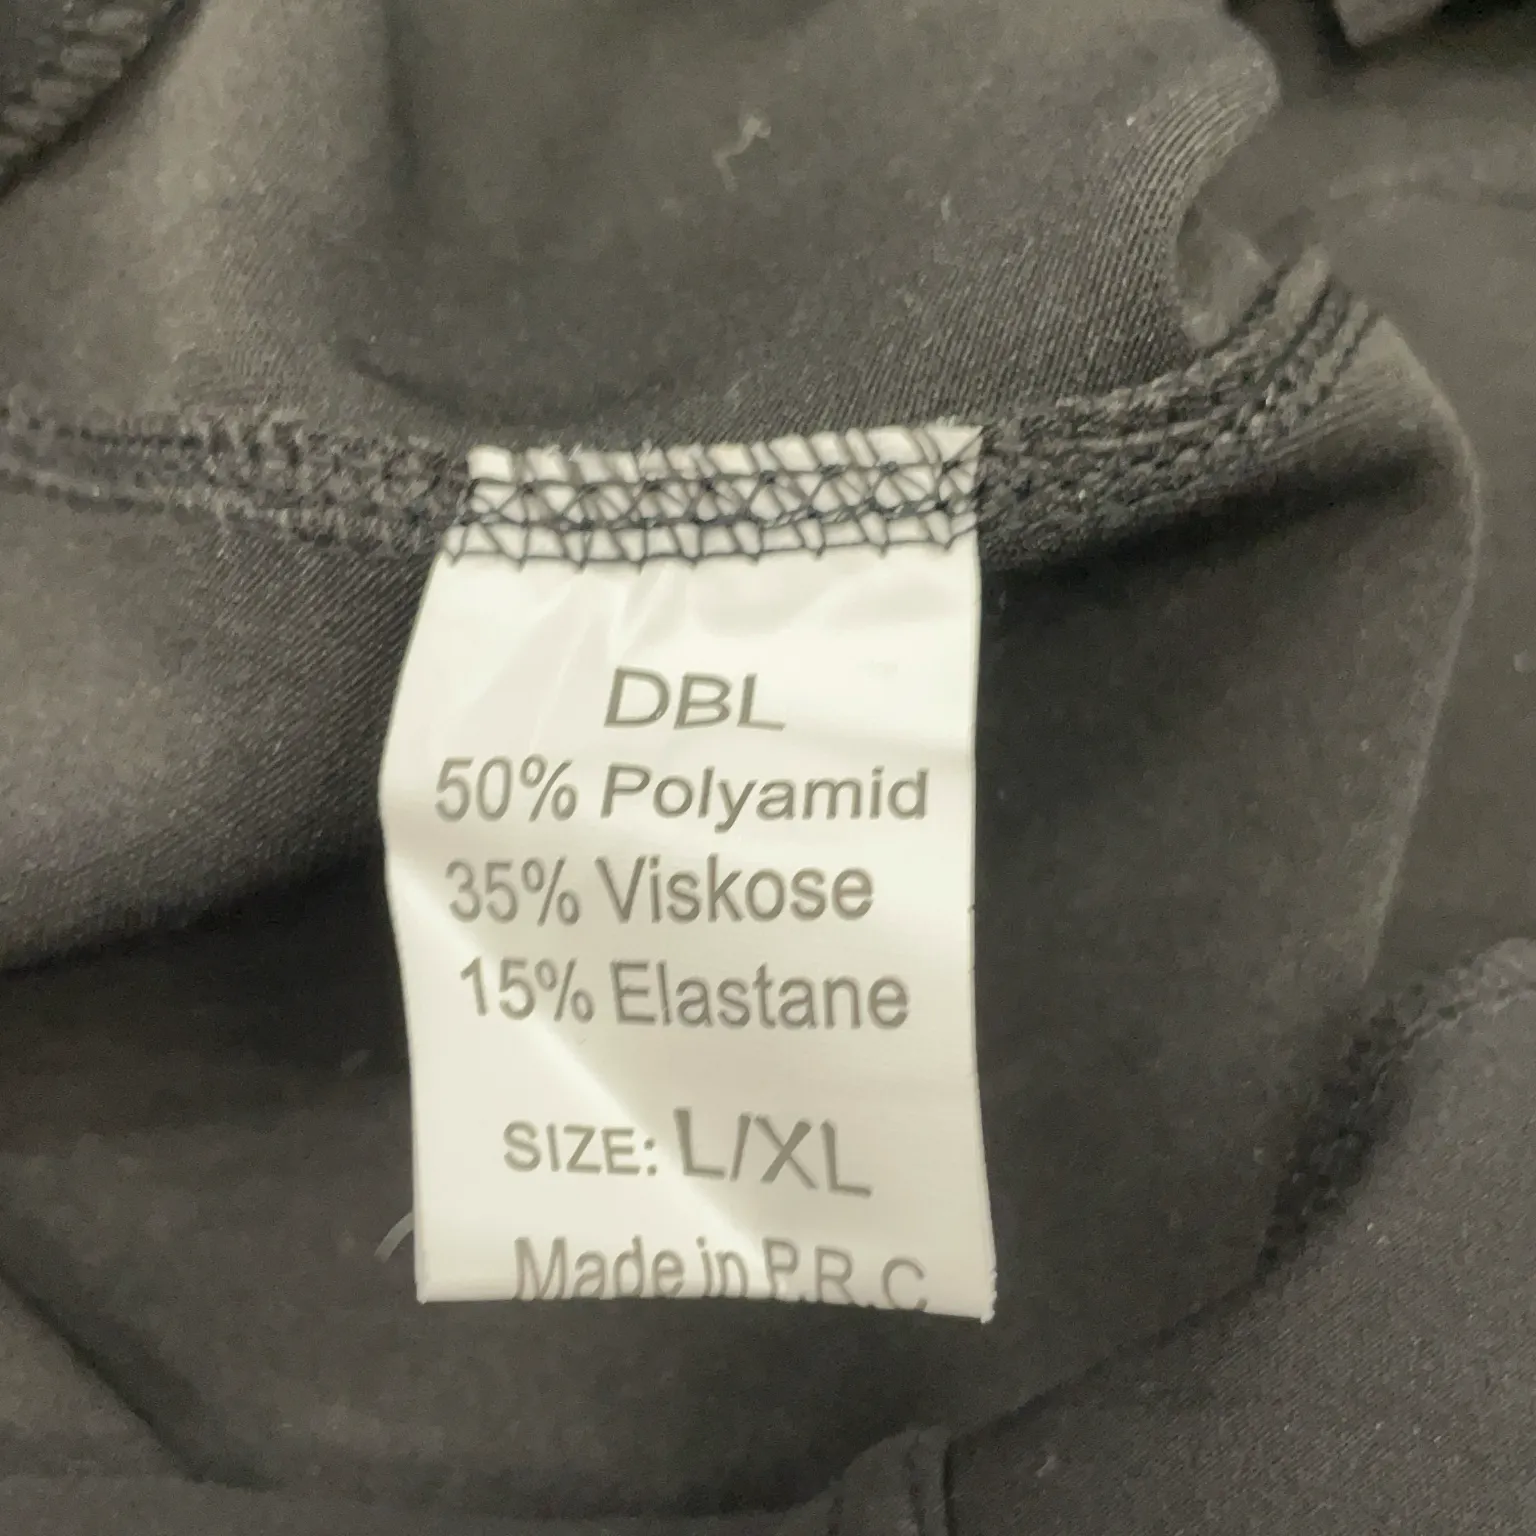 DBL
50% Polyamid
35% Viskose
15% Elastane
SIZE: L/XL
Made in P.R.C